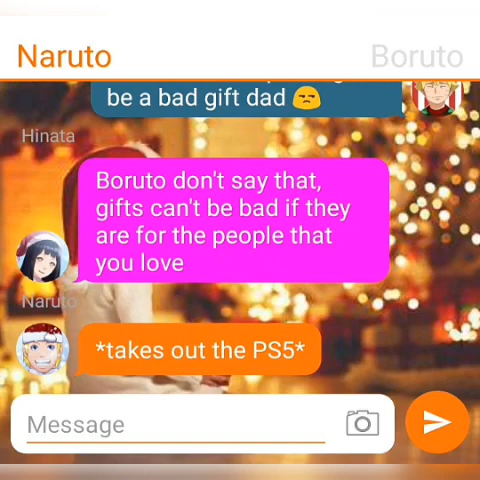 Naruto
Boruto
be a bad gift dad 😒
Hinata
Boruto don't say that,
gifts can't be bad if they
are for the people that
you love
Naruto
*takes out the PS5*
Message